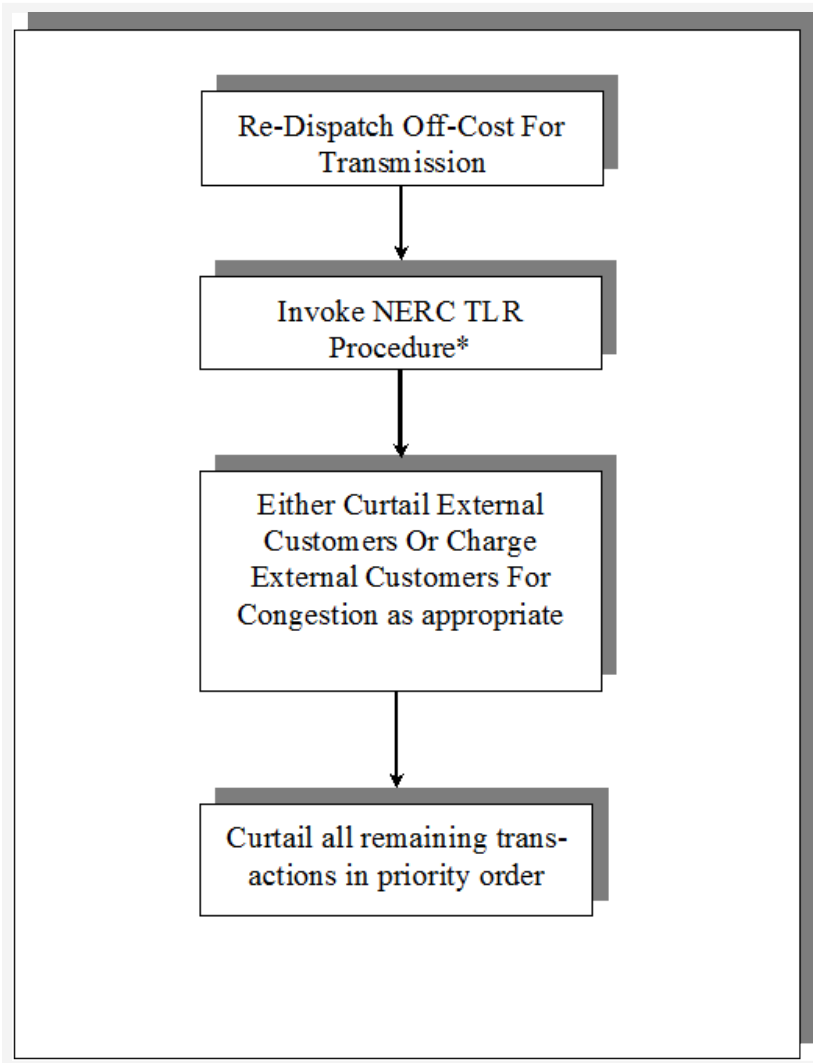 Re-Dispatch Off-Cost For
Transmission
Invoke NERC TLR
Procedure*
Either Curtail External
Customers Or Charge
External Customers For
Congestion as appropriate
Curtail all remaining trans-
actions in priority order